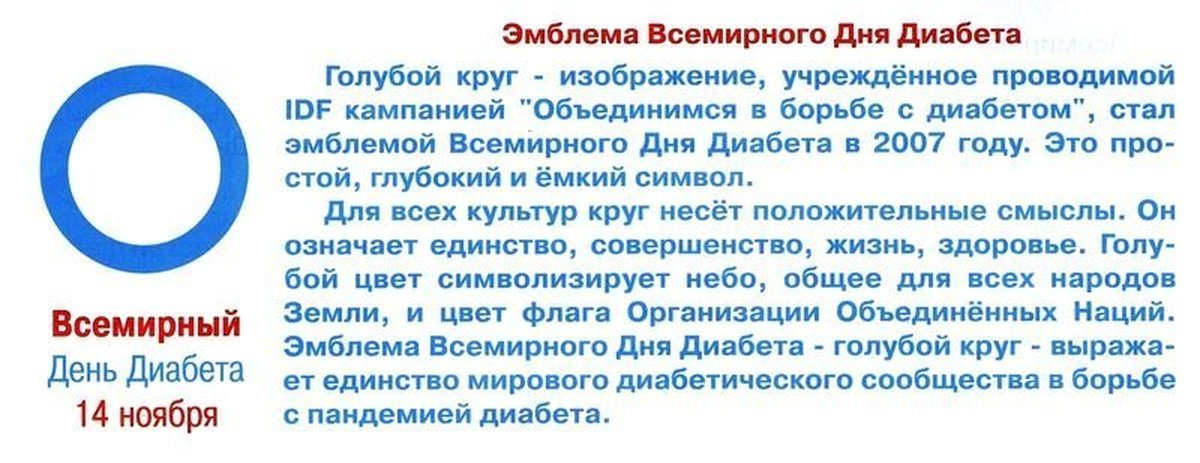 Эмблема Всемирного Дня Диабета
Голубой круг - изображение, учреждённое проводимой
IDF кампанией "Объединимся в борьбе с диабетом", стал
эмблемой Всемирного Дня Диабета в 2007 году. Это про-
стой, глубокий и ёмкий символ.
Для всех культур круг несёт положительные смыслы. Он
означает единство, совершенство, жизнь, здоровье. Голу-
бой цвет символизирует небо, общее для всех народов
Земли, и цвет флага Организации Объединённых Наций.
Эмблема Всемирного Дня Диабета - голубой круг - выража-
ет единство мирового диабетического сообщества в борьбе
с пандемией диабета.
Всемирный
День Диабета
14 ноября